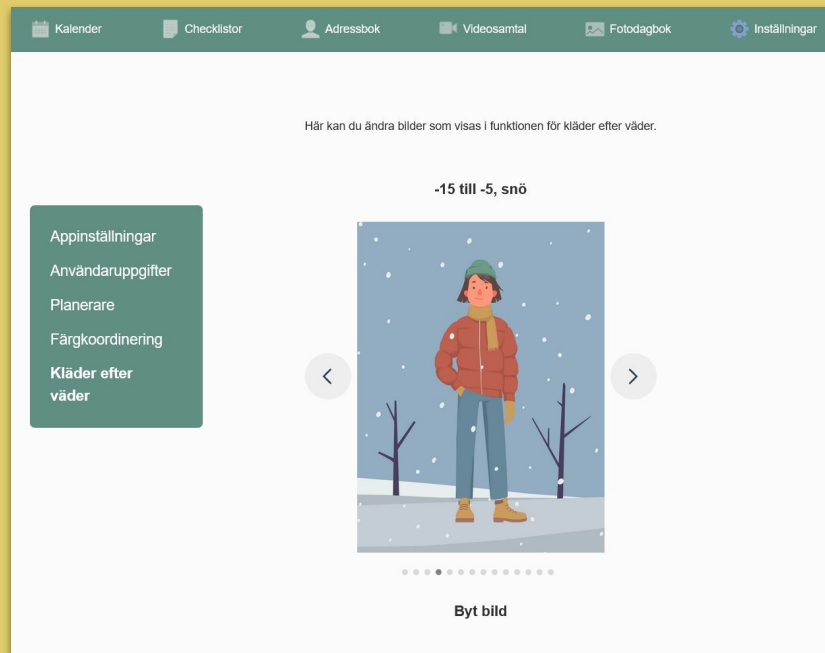 Kalender
Checklistor
Adressbok
Videosamtal
Fotodagbok
Inställningar
Här kan du ändra bilder som visas i funktionen för kläder efter väder.
-15 till -5, snö
Appinställningar
Användaruppgifter
Planerare
Färgkoordinering
Kläder efter
väder
Byt bild